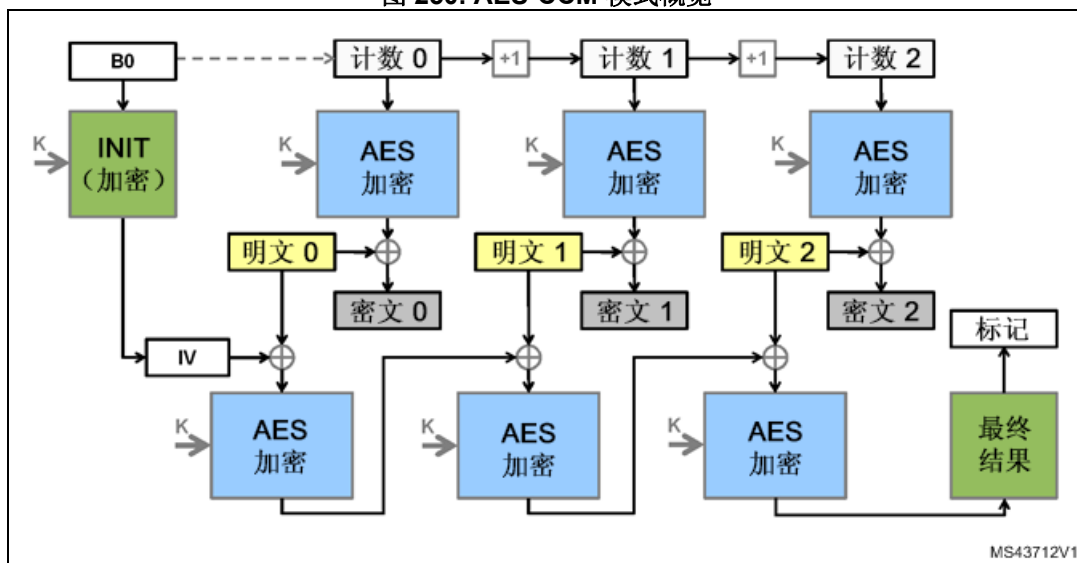 B0
计数 0
+1
计数 1
+1
计数 2
K
INIT
（加密）
K
AES
加密
K
AES
加密
K
AES
加密
明文 0
明文 1
明文 2
密文 0
密文 1
密文 2
标记
IV
K
AES
加密
K
AES
加密
K
AES
加密
最终
结果
MS43712V1